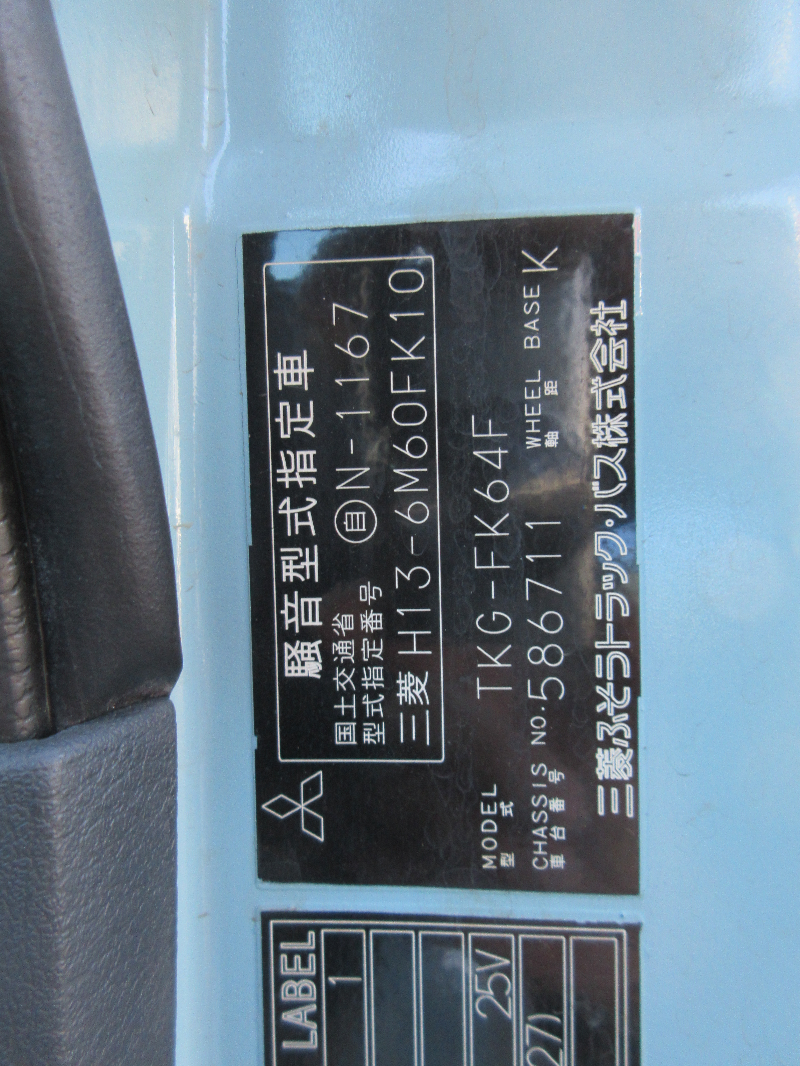 騒音型式指定車
国土交通省
型式指定番号 自N-1167
三菱 H13-6M60FK10
MODEL
型式 TKG-FK64F
CHASSIS NO. 586711 WHEEL BASE K
車台番号 軸距
三菱ふそうトラック・バス株式会社
LABEL
1
25V
27)